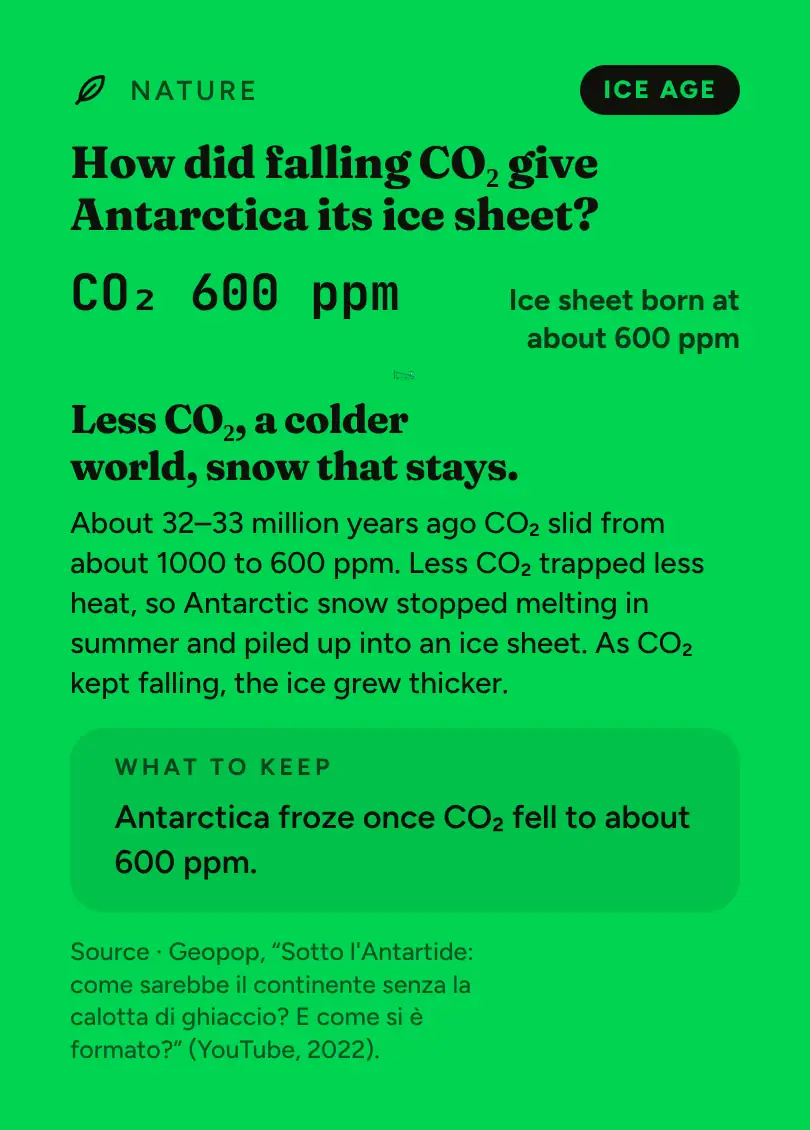 NATURE
ICE AGE
How did falling CO₂ give
Antarctica its ice sheet?
CO₂ 600 ppm
Ice sheet born at
about 600 ppm
Less CO₂, a colder
world, snow that stays.
About 32–33 million years ago CO₂ slid from
about 1000 to 600 ppm. Less CO₂ trapped less
heat, so Antarctic snow stopped melting in
summer and piled up into an ice sheet. As CO₂
kept falling, the ice grew thicker.
WHAT TO KEEP
Antarctica froze once CO₂ fell to about
600 ppm.
Source · Geopop, “Sotto l'Antartide:
come sarebbe il continente senza la
calotta di ghiaccio? E come si è
formato?” (YouTube, 2022).